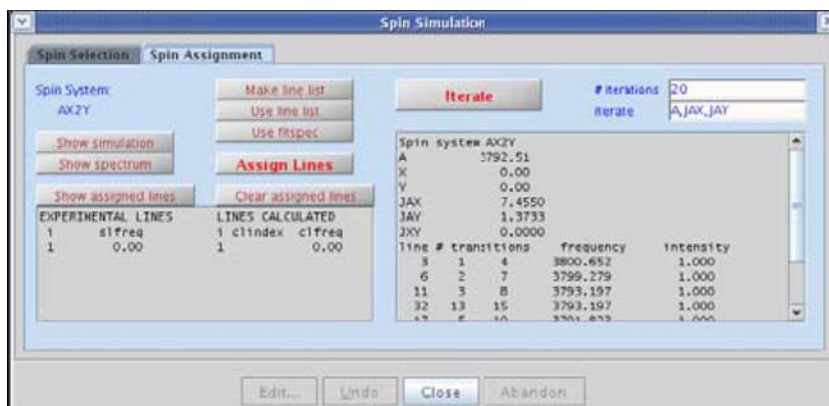 Spin Simulation
Spin Selection Spin Assignment
Spin System:
AX2Y
Make line list
Use line list
Use fitspec
Show simulation
Show spectrum
Assign Lines
Show assigned lines Clear assigned lines
EXPERIMENTAL LINES LINES CALCULATED
i slfreq i clindex clfreq
1 0.00 1 0.00
Iterate
# iterations 20
iterate A,JAX,JAY
Spin system AX2Y
A 3792.51
X 0.00
Y 0.00
JAX 7.4550
JAY 1.3733
JXY 0.0000
line # transitions frequency intensity
3 1 4 3800.652 1.000
6 2 7 3799.279 1.000
11 3 8 3793.197 1.000
32 13 15 3793.197 1.000
Edit... Undo Close Abandon